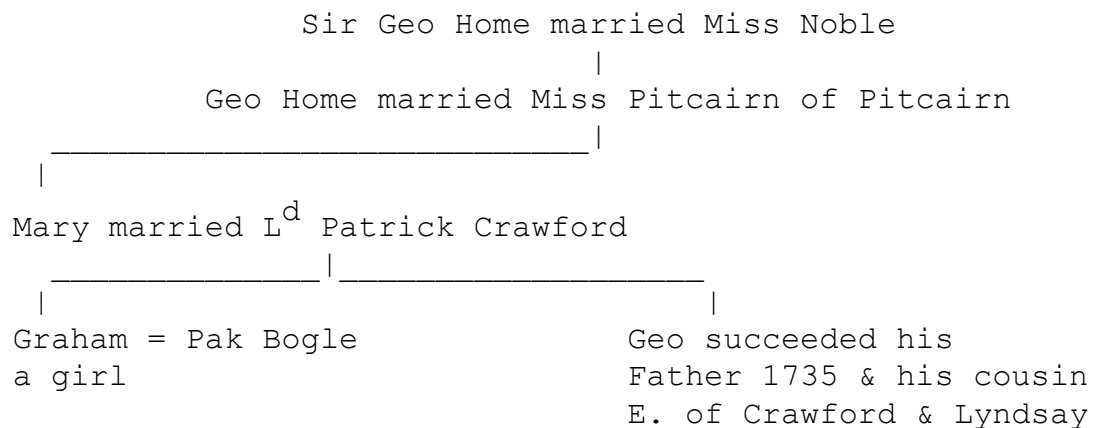 Sir Geo Home married Miss Noble
Geo Home married Miss Pitcairn of Pitcairn
Mary married Ld Patrick Crawford
Graham = Pak Bogle
a girl
Geo succeeded his
Father 1735 & his cousin
E. of Crawford & Lyndsay